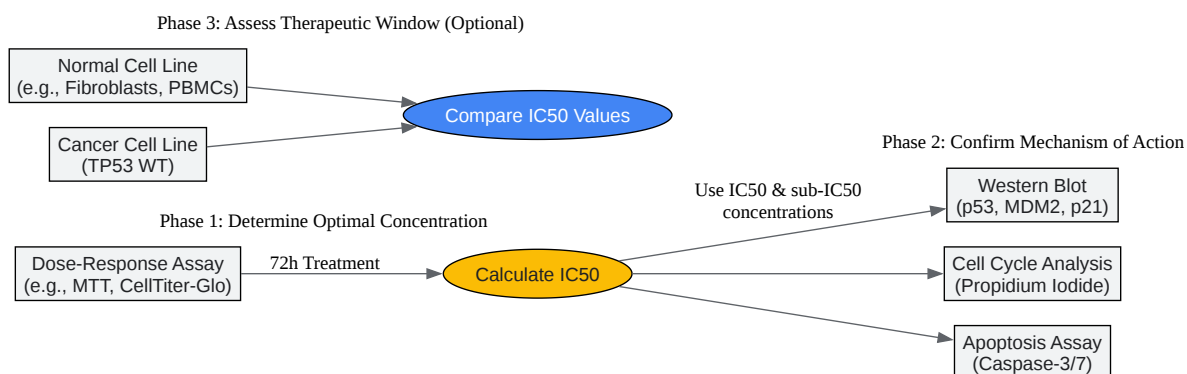 Phase 3: Assess Therapeutic Window (Optional)
Normal Cell Line
(e.g., Fibroblasts, PBMCs)
Compare IC50 Values
Cancer Cell Line
(TP53 WT)
Phase 2: Confirm Mechanism of Action
Use IC50 & sub-IC50
concentrations
Western Blot
(p53, MDM2, p21)
Phase 1: Determine Optimal Concentration
Dose-Response Assay
(e.g., MTT, CellTiter-Glo)
72h Treatment
Calculate IC50
Cell Cycle Analysis
(Propidium Iodide)
Apoptosis Assay
(Caspase-3/7)